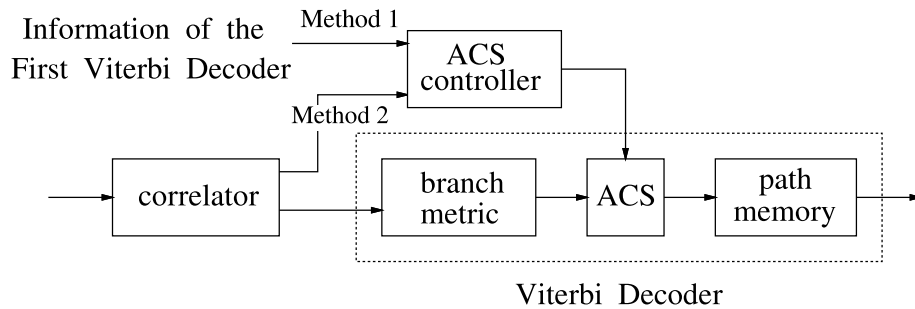 Information of the
First Viterbi Decoder
Method 1
ACS
controller
Method 2
correlator
branch
metric
ACS
path
memory
Viterbi Decoder